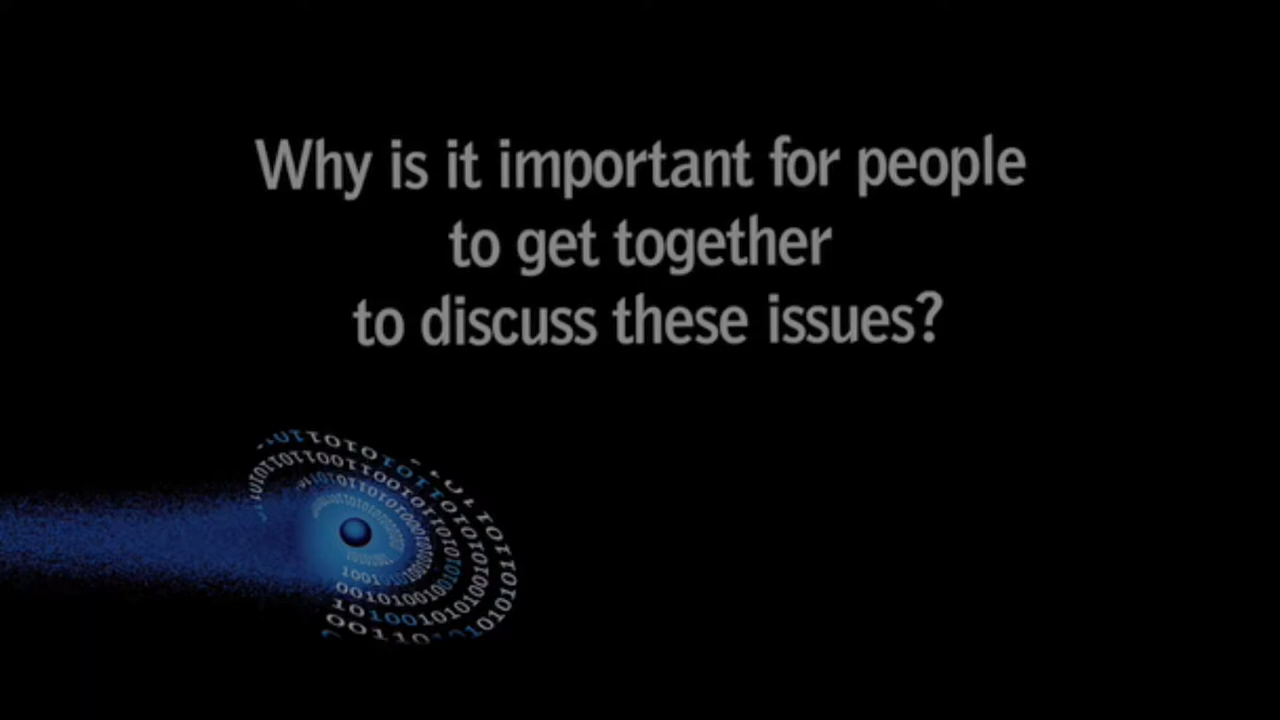 Why is it important for people
to get together
to discuss these issues?